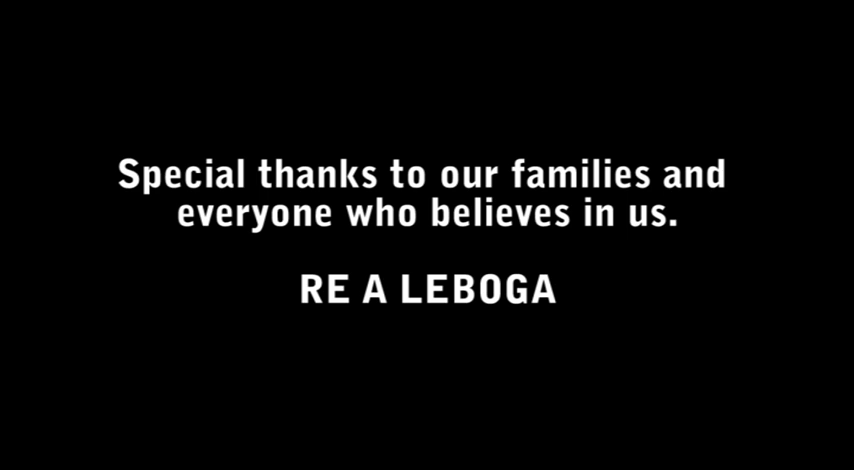 Special thanks to our families and
everyone who believes in us.
RE A LEBOGA